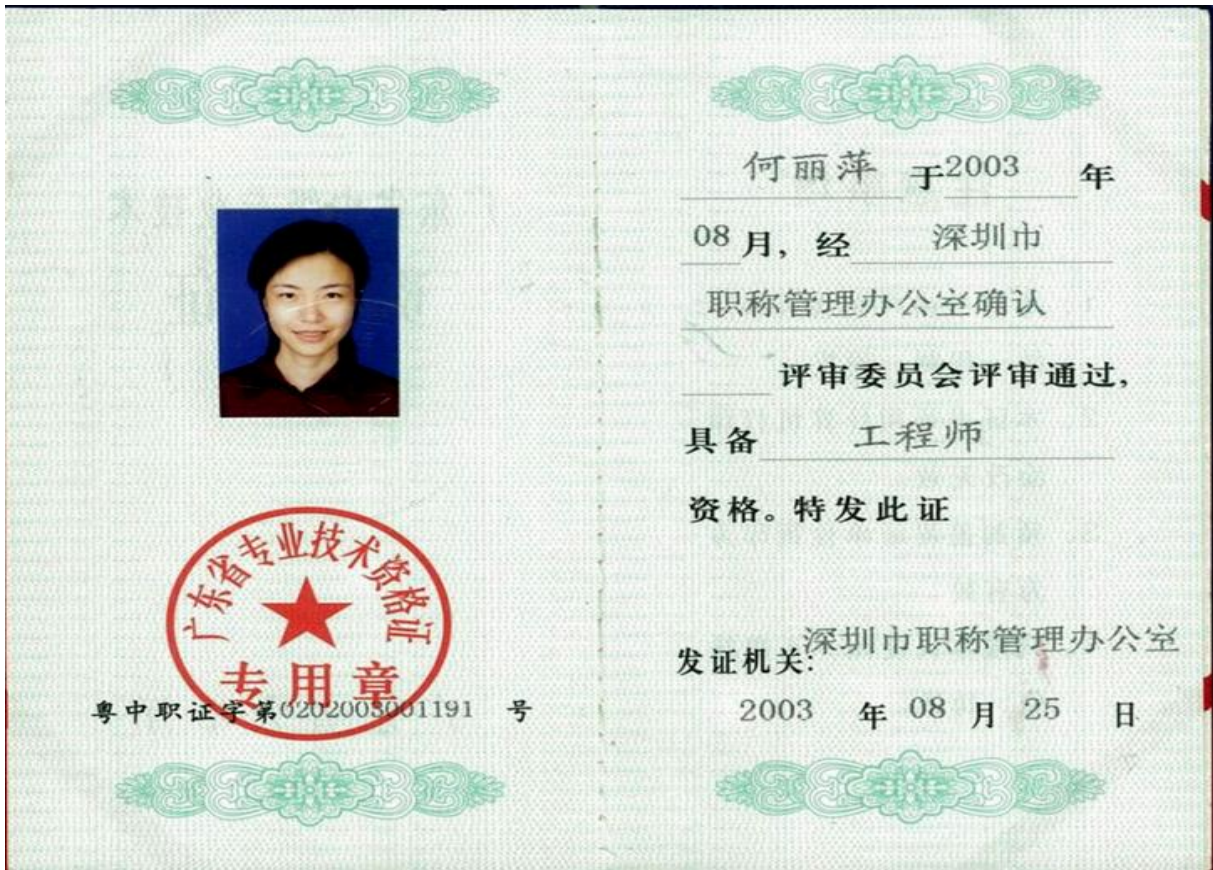 广东省专业技术资格证
专用章
粤中职证字第0202003001191 号
何丽萍 于2003 年
08 月, 经 深圳市
职称管理办公室确认
评审委员会评审通过,
具备 工程师
资格。特发此证
发证机关:深圳市职称管理办公室
2003 年 08 月 25 日